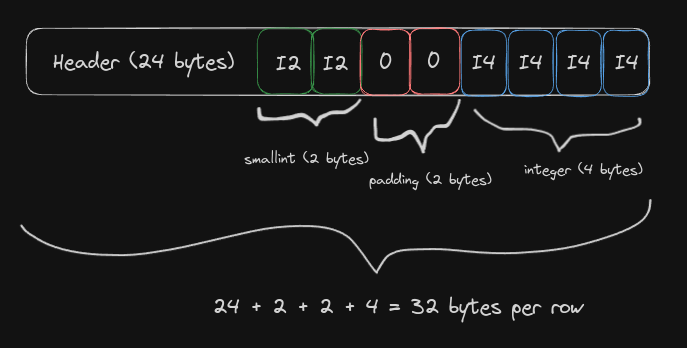 Header (24 bytes) I2 I2 0 0 I4 I4 I4 I4
smallint (2 bytes)
padding (2 bytes)
integer (4 bytes)
24 + 2 + 2 + 4 = 32 bytes per row